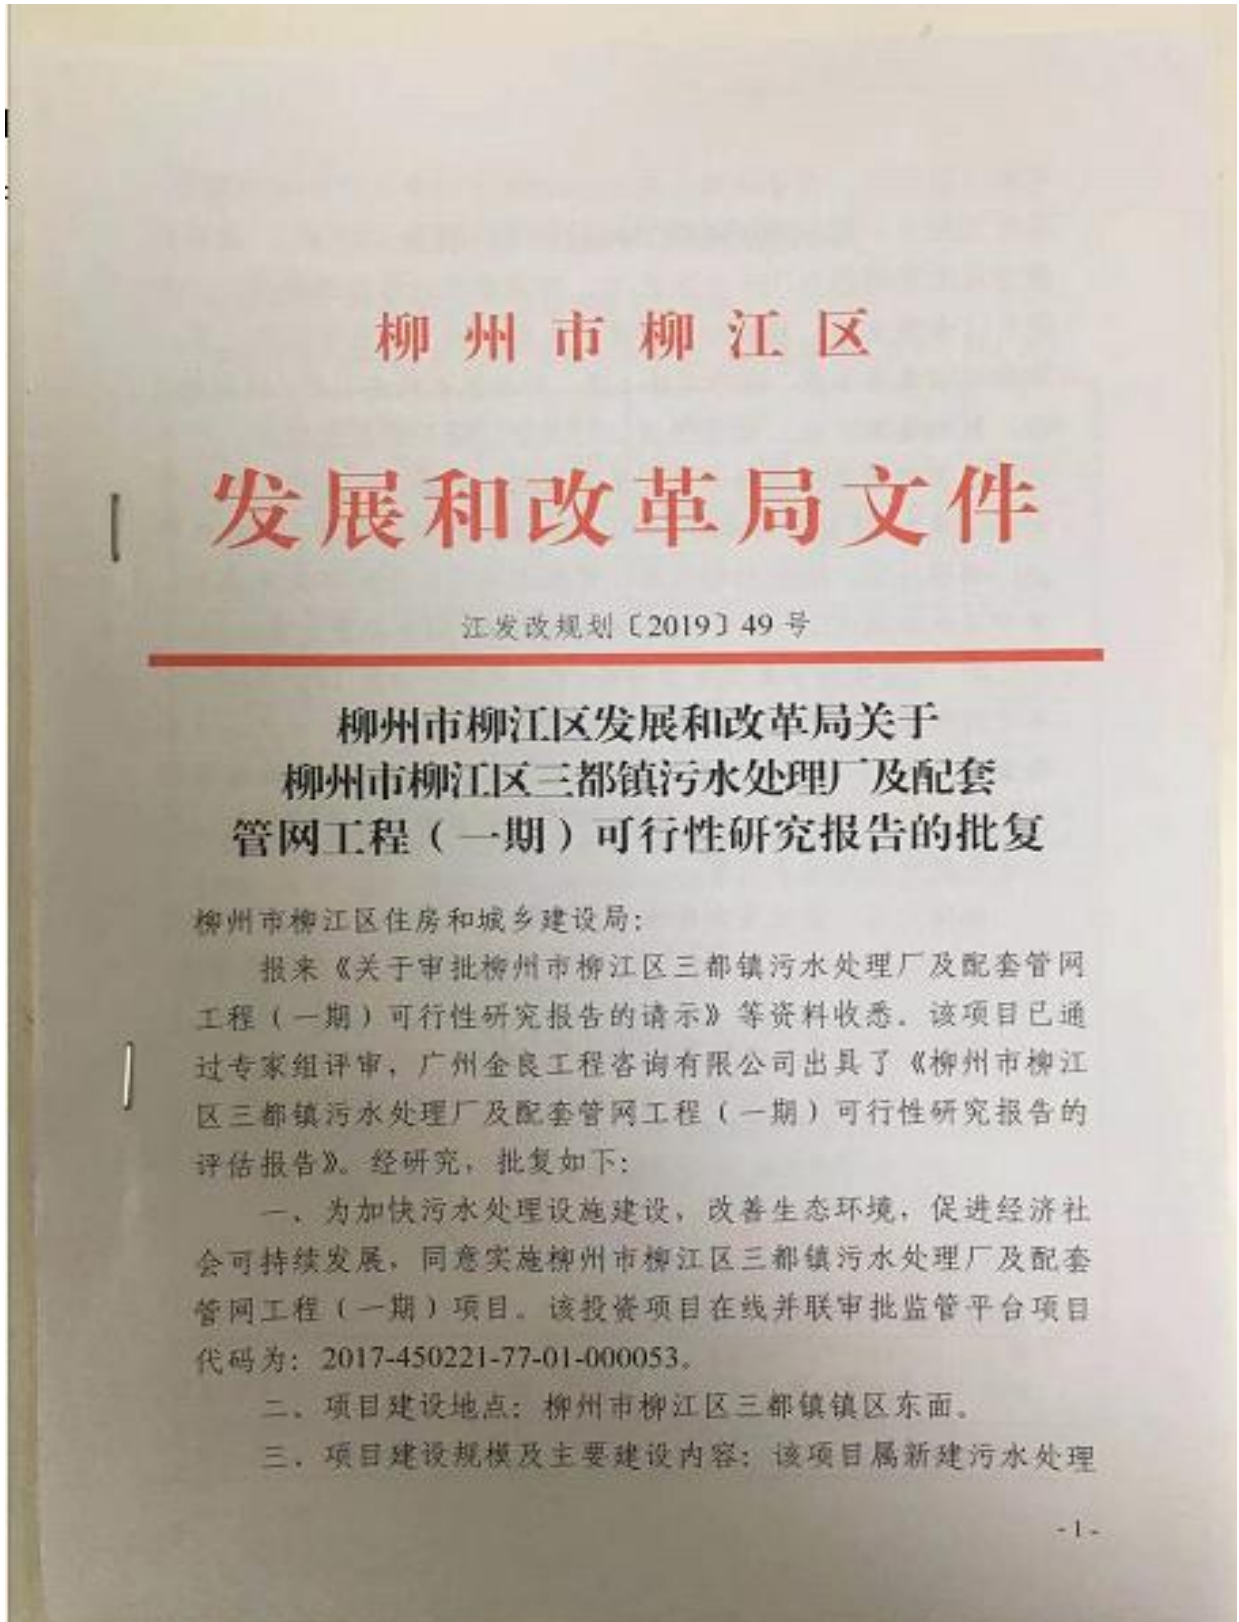 柳州市柳江区
发展和改革局文件
江发改规划〔2019〕49 号
柳州市柳江区发展和改革局关于
柳州市柳江区三都镇污水处理厂及配套
管网工程（一期）可行性研究报告的批复
柳州市柳江区住房和城乡建设局：
报来《关于审批柳州市柳江区三都镇污水处理厂及配套管网
工程（一期）可行性研究报告的请示》等资料收悉。该项目已通
过专家组评审，广州金良工程咨询有限公司出具了《柳州市柳江
区三都镇污水处理厂及配套管网工程（一期）可行性研究报告的
评估报告》。经研究，批复如下：
一、为加快污水处理设施建设，改善生态环境，促进经济社
会可持续发展，同意实施柳州市柳江区三都镇污水处理厂及配套
管网工程（一期）项目。该投资项目在线并联审批监管平台项目
代码为：2017-450221-77-01-000053。
二、项目建设地点：柳州市柳江区三都镇镇区东面。
三、项目建设规模及主要建设内容：该项目属新建污水处理
- 1 -